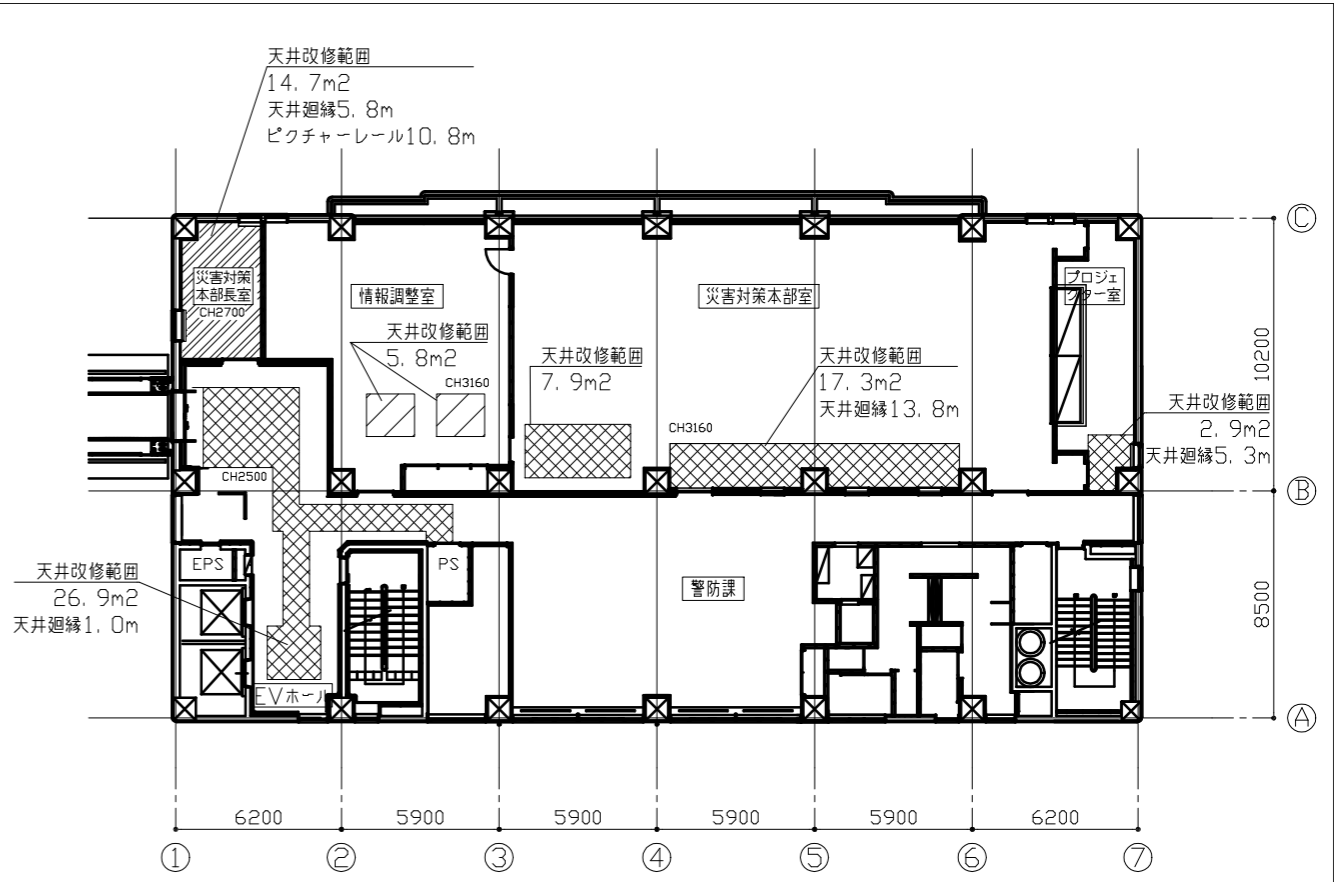 天井改修範囲
14.7m2
天井廻縁5.8m
ピクチャーレール10.8m
C
災害対策
本部長室
CH2700
情報調整室
災害対策本部室
プロジェ
クター室
天井改修範囲
5.8m2
CH3160
天井改修範囲
7.9m2
天井改修範囲
17.3m2
天井廻縁13.8m
CH3160
10200
天井改修範囲
2.9m2
天井廻縁5.3m
CH2500
B
EPS
PS
天井改修範囲
26.9m2
天井廻縁1.0m
警防課
8500
EVホール
A
6200
5900
5900
5900
5900
6200
1
2
3
4
5
6
7